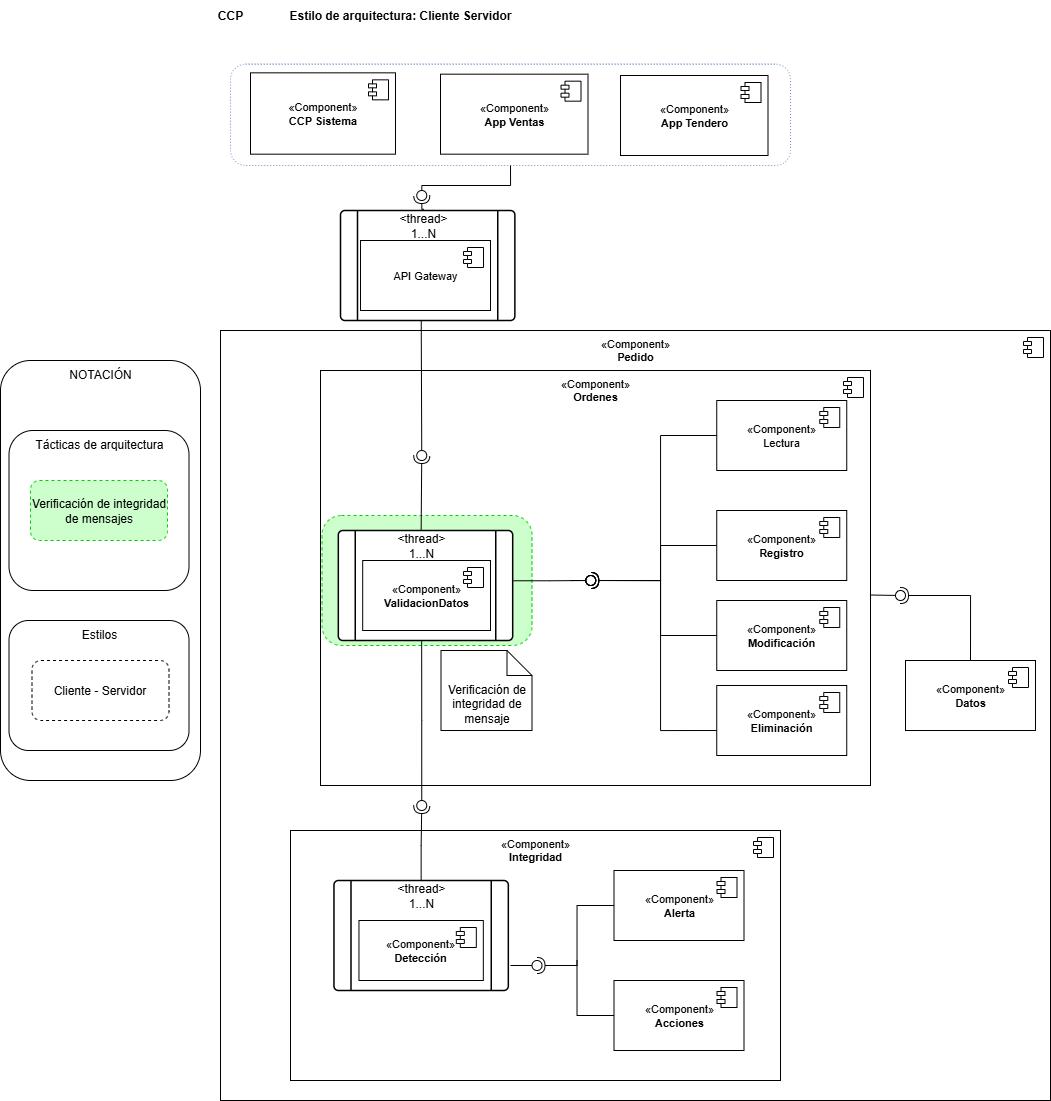 CCP Estilo de arquitectura: Cliente Servidor
«Component»
CCP Sistema
«Component»
App Ventas
«Component»
App Tendero
<thread>
1...N
API Gateway
«Component»
Pedido
NOTACIÓN
Tácticas de arquitectura
Verificación de integridad
de mensajes
Estilos
Cliente - Servidor
«Component»
Ordenes
«Component»
Lectura
«Component»
Registro
<thread>
1...N
«Component»
ValidacionDatos
«Component»
Modificación
Verificación de
integridad de
mensaje
«Component»
Eliminación
«Component»
Datos
«Component»
Integridad
<thread>
1...N
«Component»
Detección
«Component»
Alerta
«Component»
Acciones